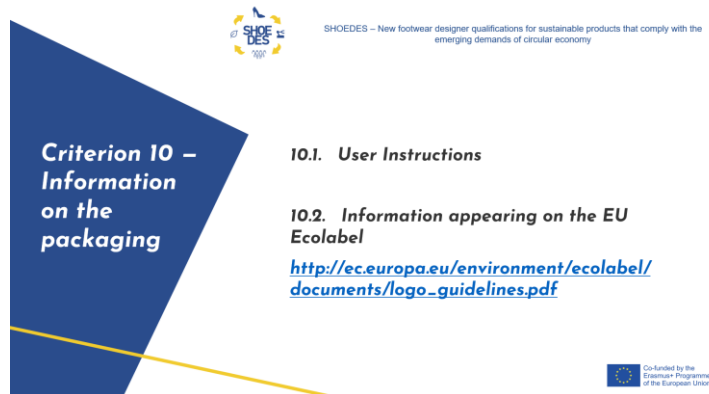 SHOE
DES
SHOEDES – New footwear designer qualifications for sustainable products that comply with the
emerging demands of circular economy
Criterion 10 –
Information
on the
packaging
10.1. User Instructions
10.2. Information appearing on the EU
Ecolabel
http://ec.europa.eu/environment/ecolabel/
documents/logo_guidelines.pdf
Co-funded by the
Erasmus+ Programme
of the European Union